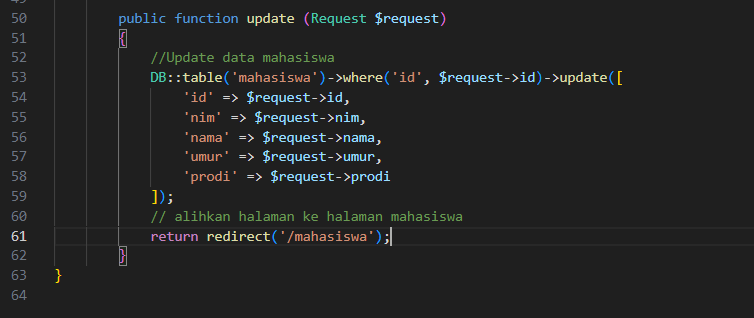 50 public function update (Request $request)
51 {
52 //Update data mahasiswa
53 DB::table('mahasiswa')->where('id', $request->id)->update([
54 'id' => $request->id,
55 'nim' => $request->nim,
56 'nama' => $request->nama,
57 'umur' => $request->umur,
58 'prodi' => $request->prodi
59 ]);
60 // alihkan halaman ke halaman mahasiswa
61 return redirect('/mahasiswa');
62 }
63 }
64